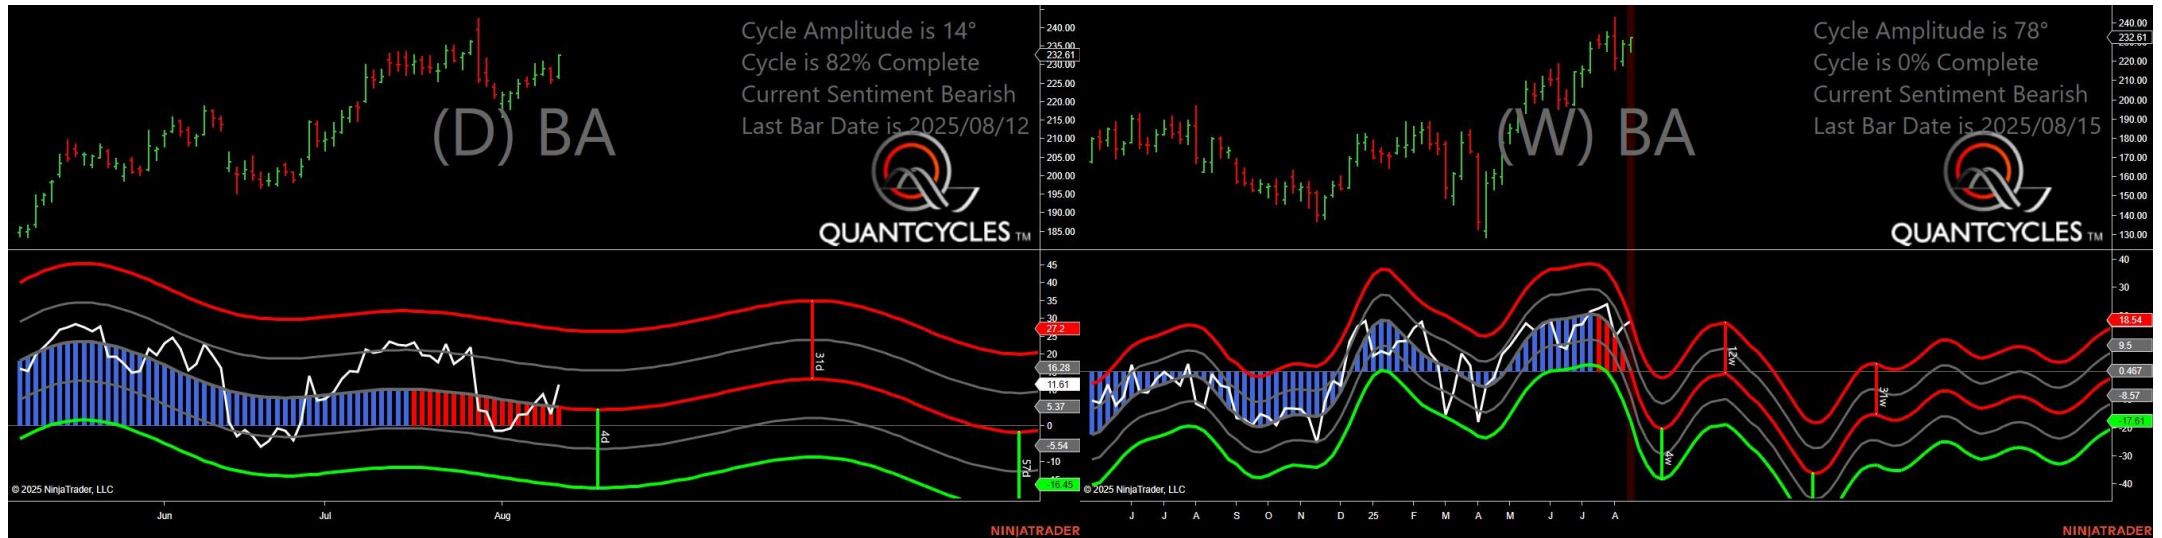 Cycle Amplitude is 14°
Cycle is 82% Complete
Current Sentiment Bearish
Last Bar Date is 2025/08/12
(D) BA
QUANTCYCLES TM
240.00
235.00
232.61
230.00
225.00
220.00
215.00
210.00
205.00
200.00
195.00
190.00
185.00
45
40
35
30
27.2
25
20
16.28
11.61
10
5.37
0
-5.54
-10
-16.45
4d
31d
57d
© 2025 NinjaTrader, LLC
Jun
Jul
Aug
NINJATRADER
Cycle Amplitude is 78°
Cycle is 0% Complete
Current Sentiment Bearish
Last Bar Date is 2025/08/15
(W) BA
QUANTCYCLES TM
240.00
232.61
220.00
210.00
200.00
190.00
180.00
170.00
160.00
150.00
140.00
130.00
40
30
18.54
9.5
0.467
-8.57
-17.61
-20
-30
-40
4w
12w
31w
© 2025 NinjaTrader, LLC
J
J
A
S
O
N
D
25
F
M
A
M
J
J
A
NINJATRADER